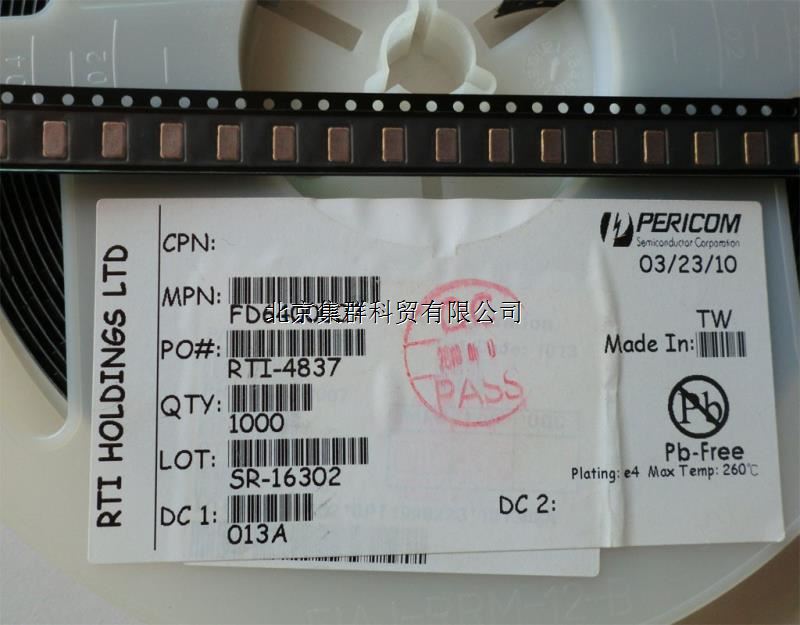 RTI HOLDINGS LTD
CPN:
PERICOM
Semiconductor Corporation
03/23/10
MPN:
北京集群科贸有限公司
PO#:
RTI-4837
TW
Made In:
QTY:
1000
QC
PASS
Pb
Pb-Free
LOT:
SR-16302
Plating: e4 Max Temp: 260℃
DC 1:
013A
DC 2: